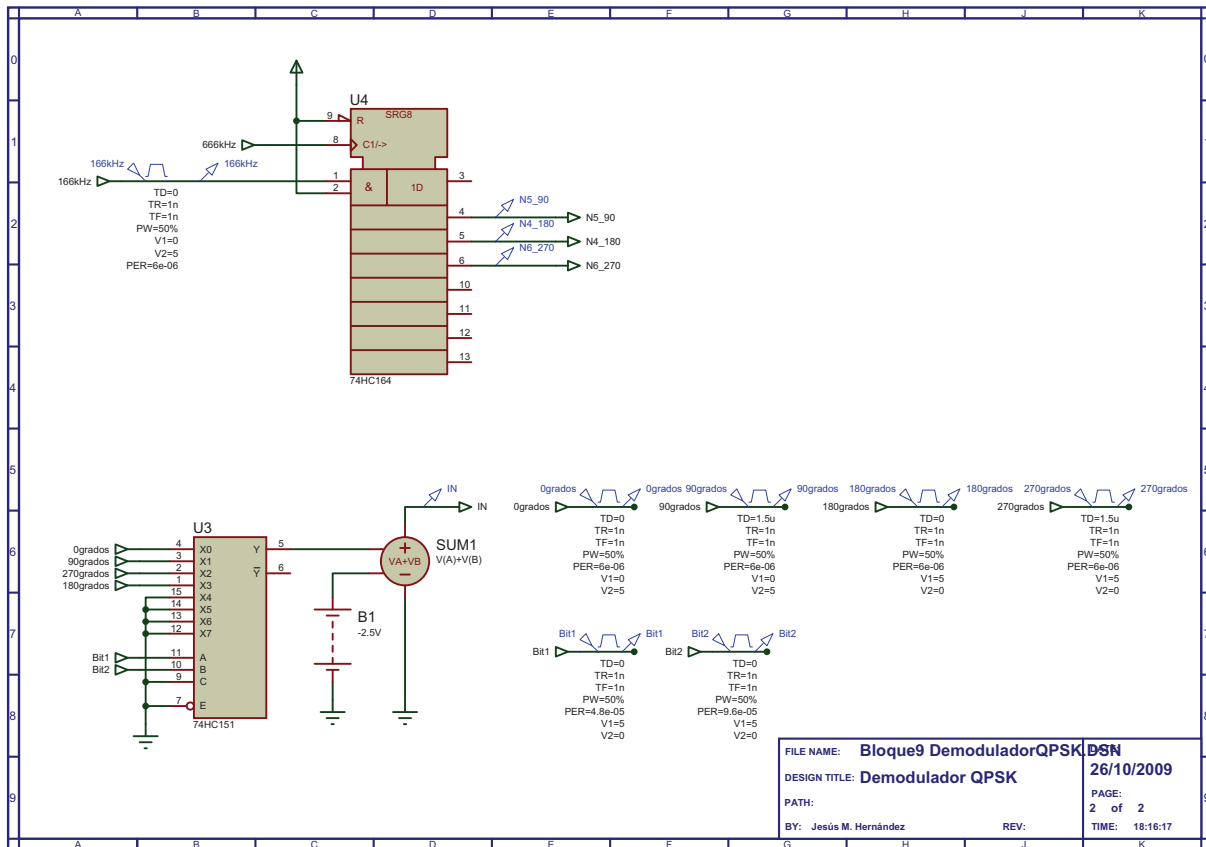 A B C D E F G H J K
0 0
1 1
2 2
3 3
4 4
5 5
6 6
7 7
8 8
9 9
U4
SRG8
9 R
666kHz 8 C1/->
166kHz 166kHz
166kHz 1 2 & 1D 3
TD=0
TR=1n
TF=1n
PW=50%
V1=0
V2=5
PER=6e-06
N5_90
4 N5_90
N4_180
5 N4_180
N6_270
6 N6_270
10
11
12
13
74HC164
U3
0grados 4 X0 Y 5
90grados 3 X1
270grados 2 X2 Y 6
180grados 1 X3
15 X4
14 X5
13 X6
12 X7
Bit1 11 A
Bit2 10 B
9 C
7 E
74HC151
IN
IN
SUM1
VA+VB
V(A)+V(B)
B1
-2.5V
0grados 0grados
0grados
TD=0
TR=1n
TF=1n
PW=50%
PER=6e-06
V1=0
V2=5
90grados 90grados
90grados
TD=1.5u
TR=1n
TF=1n
PW=50%
PER=6e-06
V1=0
V2=5
180grados 180grados
180grados
TD=0
TR=1n
TF=1n
PW=50%
PER=6e-06
V1=5
V2=0
270grados 270grados
270grados
TD=1.5u
TR=1n
TF=1n
PW=50%
PER=6e-06
V1=5
V2=0
Bit1 Bit1
Bit1
TD=0
TR=1n
TF=1n
PW=50%
PER=4.8e-05
V1=5
V2=0
Bit2 Bit2
Bit2
TD=0
TR=1n
TF=1n
PW=50%
PER=9.6e-05
V1=5
V2=0
FILE NAME: Bloque9 DemoduladorQPSK.DSN
DATE:
26/10/2009
DESIGN TITLE: Demodulador QPSK
PATH:
PAGE:
2 of 2
BY: Jesús M. Hernández REV: TIME: 18:16:17
A B C D E F G H J K